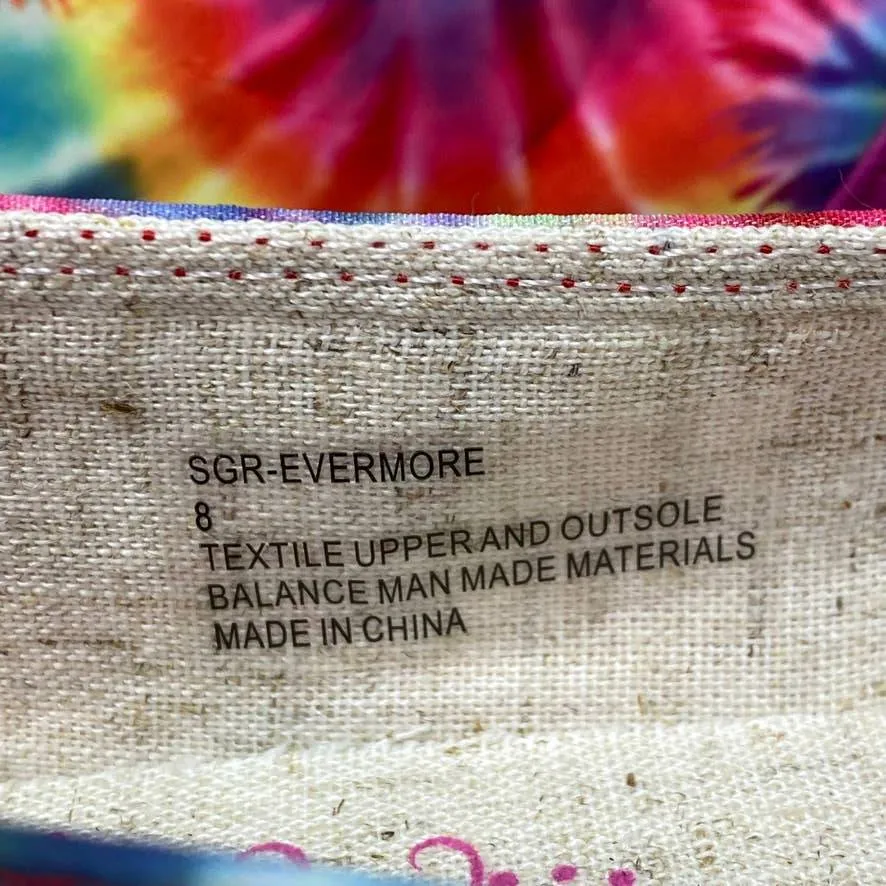 SGR-EVERMORE
8
TEXTILE UPPER AND OUTSOLE
BALANCE MAN MADE MATERIALS
MADE IN CHINA